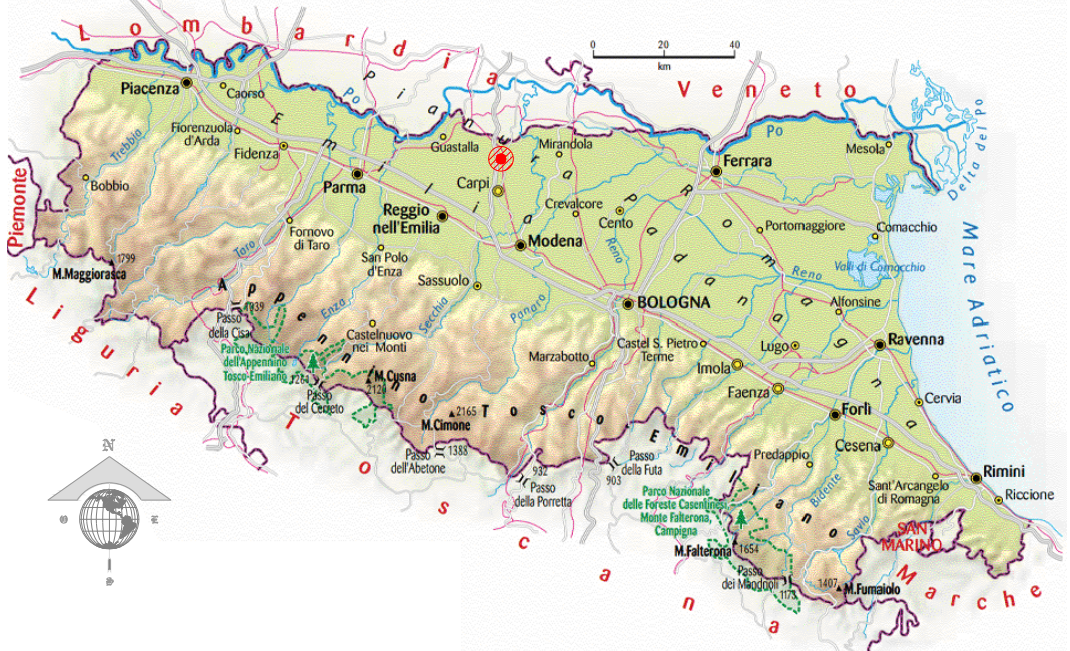 Lombardia
Veneto
Piemonte
Liguria
Toscana
Marche
SAN
MARINO
Mare Adriatico
Delta del Po
0
20
40
km
Pianura Padana
Emilia
Romagna
Appennino Tosco Emiliano
Piacenza
Caorso
Po
Po
Trebbia
Fiorenzuola
d'Arda
Fidenza
Guastalla
Mirandola
Ferrara
Mesola
Bobbio
Parma
Carpi
Crevalcore
Cento
Reggio
nell'Emilia
Modena
Portomaggiore
Comacchio
Fornovo
di Taro
Taro
San Polo
d'Enza
Reno
Reno
Valli di Comacchio
1799
M.Maggiorasca
Sassuolo
Enza
Secchia
Panaro
BOLOGNA
Alfonsine
1039
Passo
della Cisa
Castelnuovo
nei Monti
Marzabotto
Castel S. Pietro
Terme
Lugo
Ravenna
Parco Nazionale
dell'Appennino
Tosco-Emiliano
1261
Passo
del Cerreto
M.Cusna
2120
Imola
Faenza
Forlì
Cervia
2165
M.Cimone
1388
Passo
dell'Abetone
932
Passo
della Porretta
Passo
della Futa
903
Predappio
Cesena
Sant'Arcangelo
di Romagna
Rimini
Riccione
Bidente
Savio
Parco Nazionale
delle Foreste Casentinesi,
Monte Falterona,
Campigna
M.Falterona
1654
Passo
dei Mandrioli
1173
1407
M.Fumaiolo
N
O
E
S